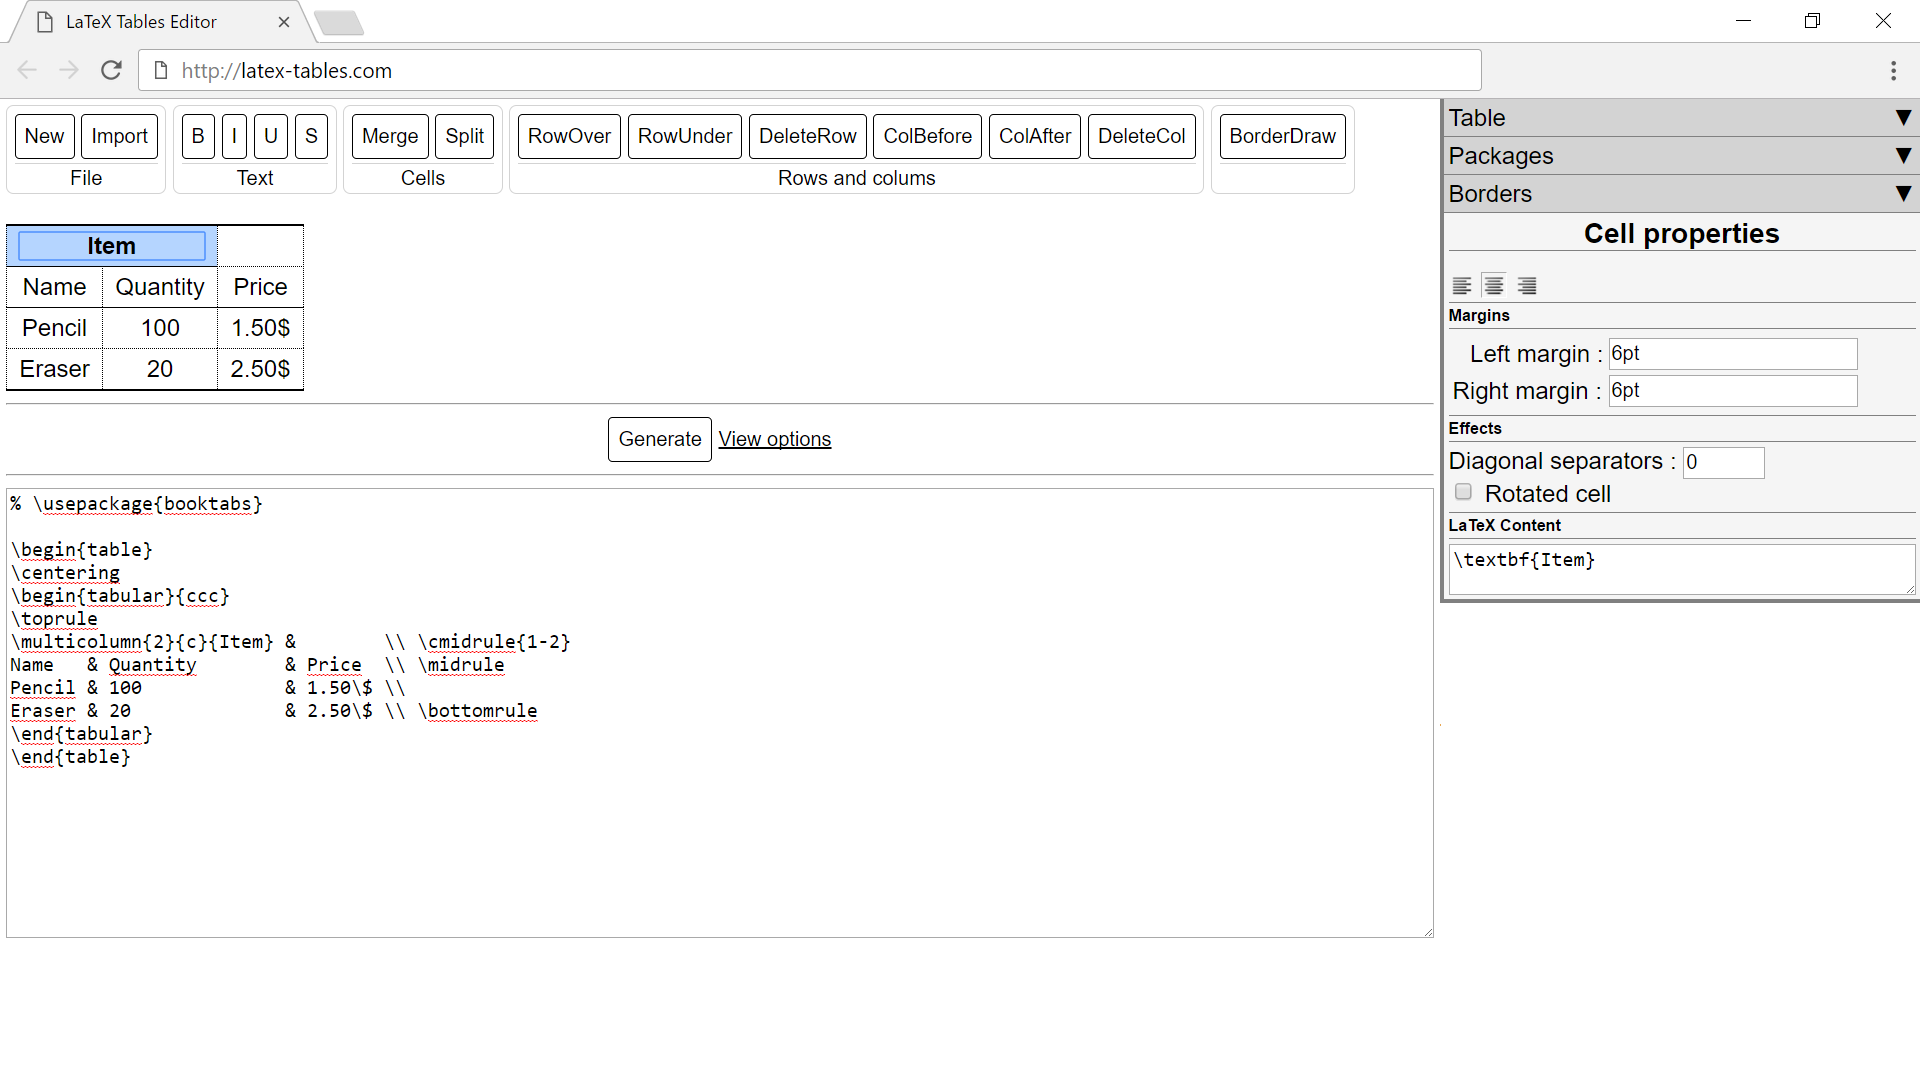 LaTeX Tables Editor
http://latex-tables.com
New Import
File
B I U S
Text
Merge Split
Cells
RowOver RowUnder DeleteRow ColBefore ColAfter DeleteCol
Rows and colums
BorderDraw
Item
Name Quantity Price
Pencil 100 1.50$
Eraser 20 2.50$
Generate View options
% \usepackage{booktabs}
\begin{table}
\centering
\begin{tabular}{ccc}
\toprule
\multicolumn{2}{c}{Item} &        \\ \cmidrule{1-2}
Name   & Quantity        & Price  \\ \midrule
Pencil & 100             & 1.50\$ \\
Eraser & 20              & 2.50\$ \\ \bottomrule
\end{tabular}
\end{table}
Table
Packages
Borders
Cell properties
Margins
Left margin : 6pt
Right margin : 6pt
Effects
Diagonal separators : 0
Rotated cell
LaTeX Content
\textbf{Item}